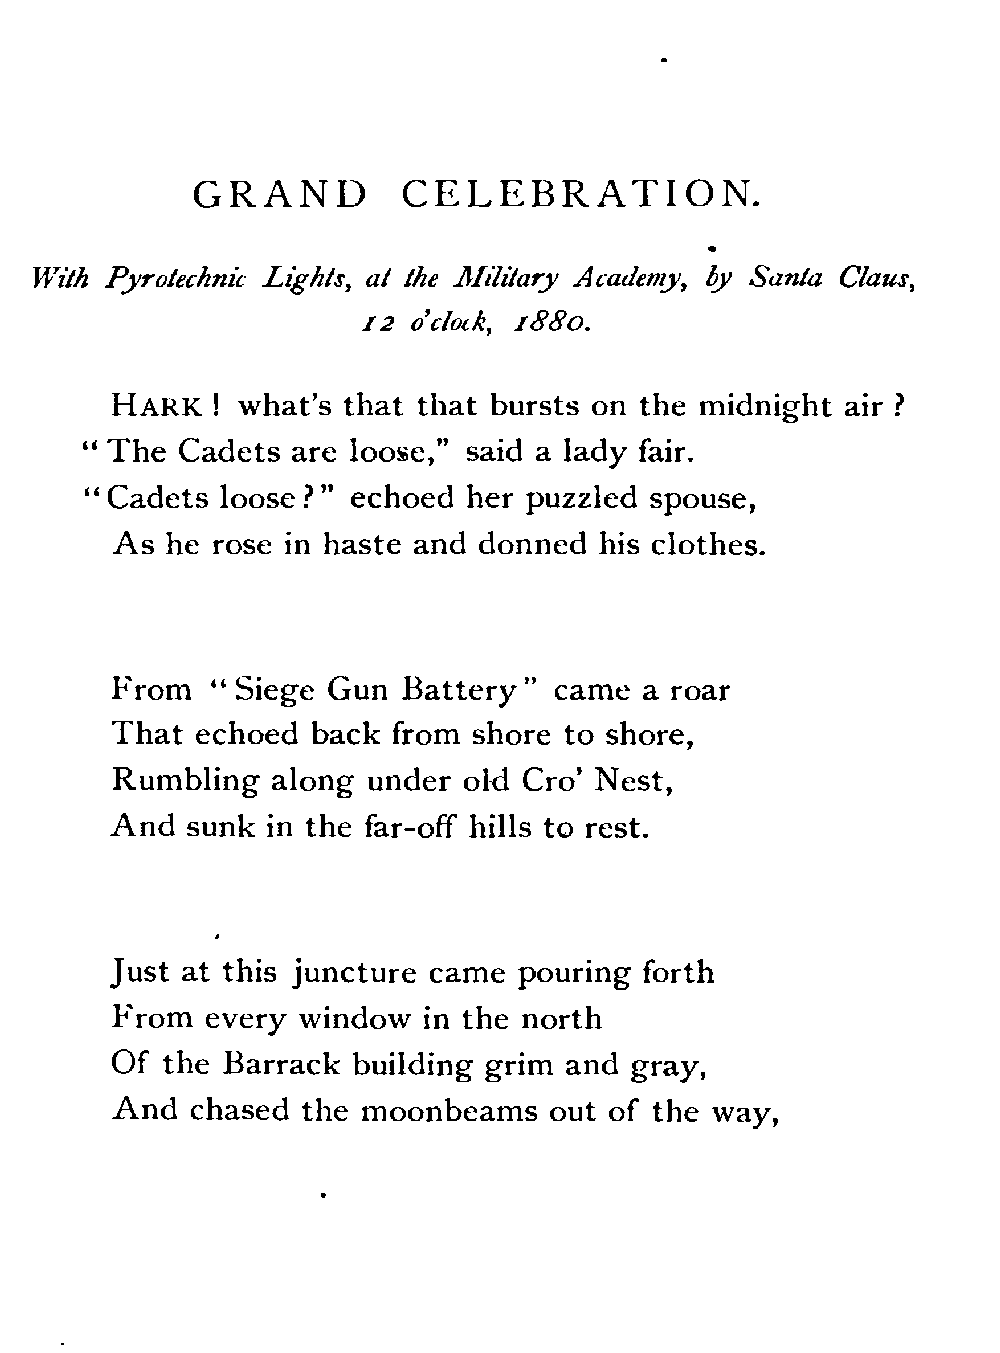 GRAND CELEBRATION.
With Pyrotechnic Lights, at the Military Academy, by Santa Claus,
12 o'clock, 1880.
HARK! what's that that bursts on the midnight air?
"The Cadets are loose," said a lady fair.
"Cadets loose?" echoed her puzzled spouse,
As he rose in haste and donned his clothes.
From "Siege Gun Battery" came a roar
That echoed back from shore to shore,
Rumbling along under old Cro' Nest,
And sunk in the far-off hills to rest.
Just at this juncture came pouring forth
From every window in the north
Of the Barrack building grim and gray,
And chased the moonbeams out of the way,